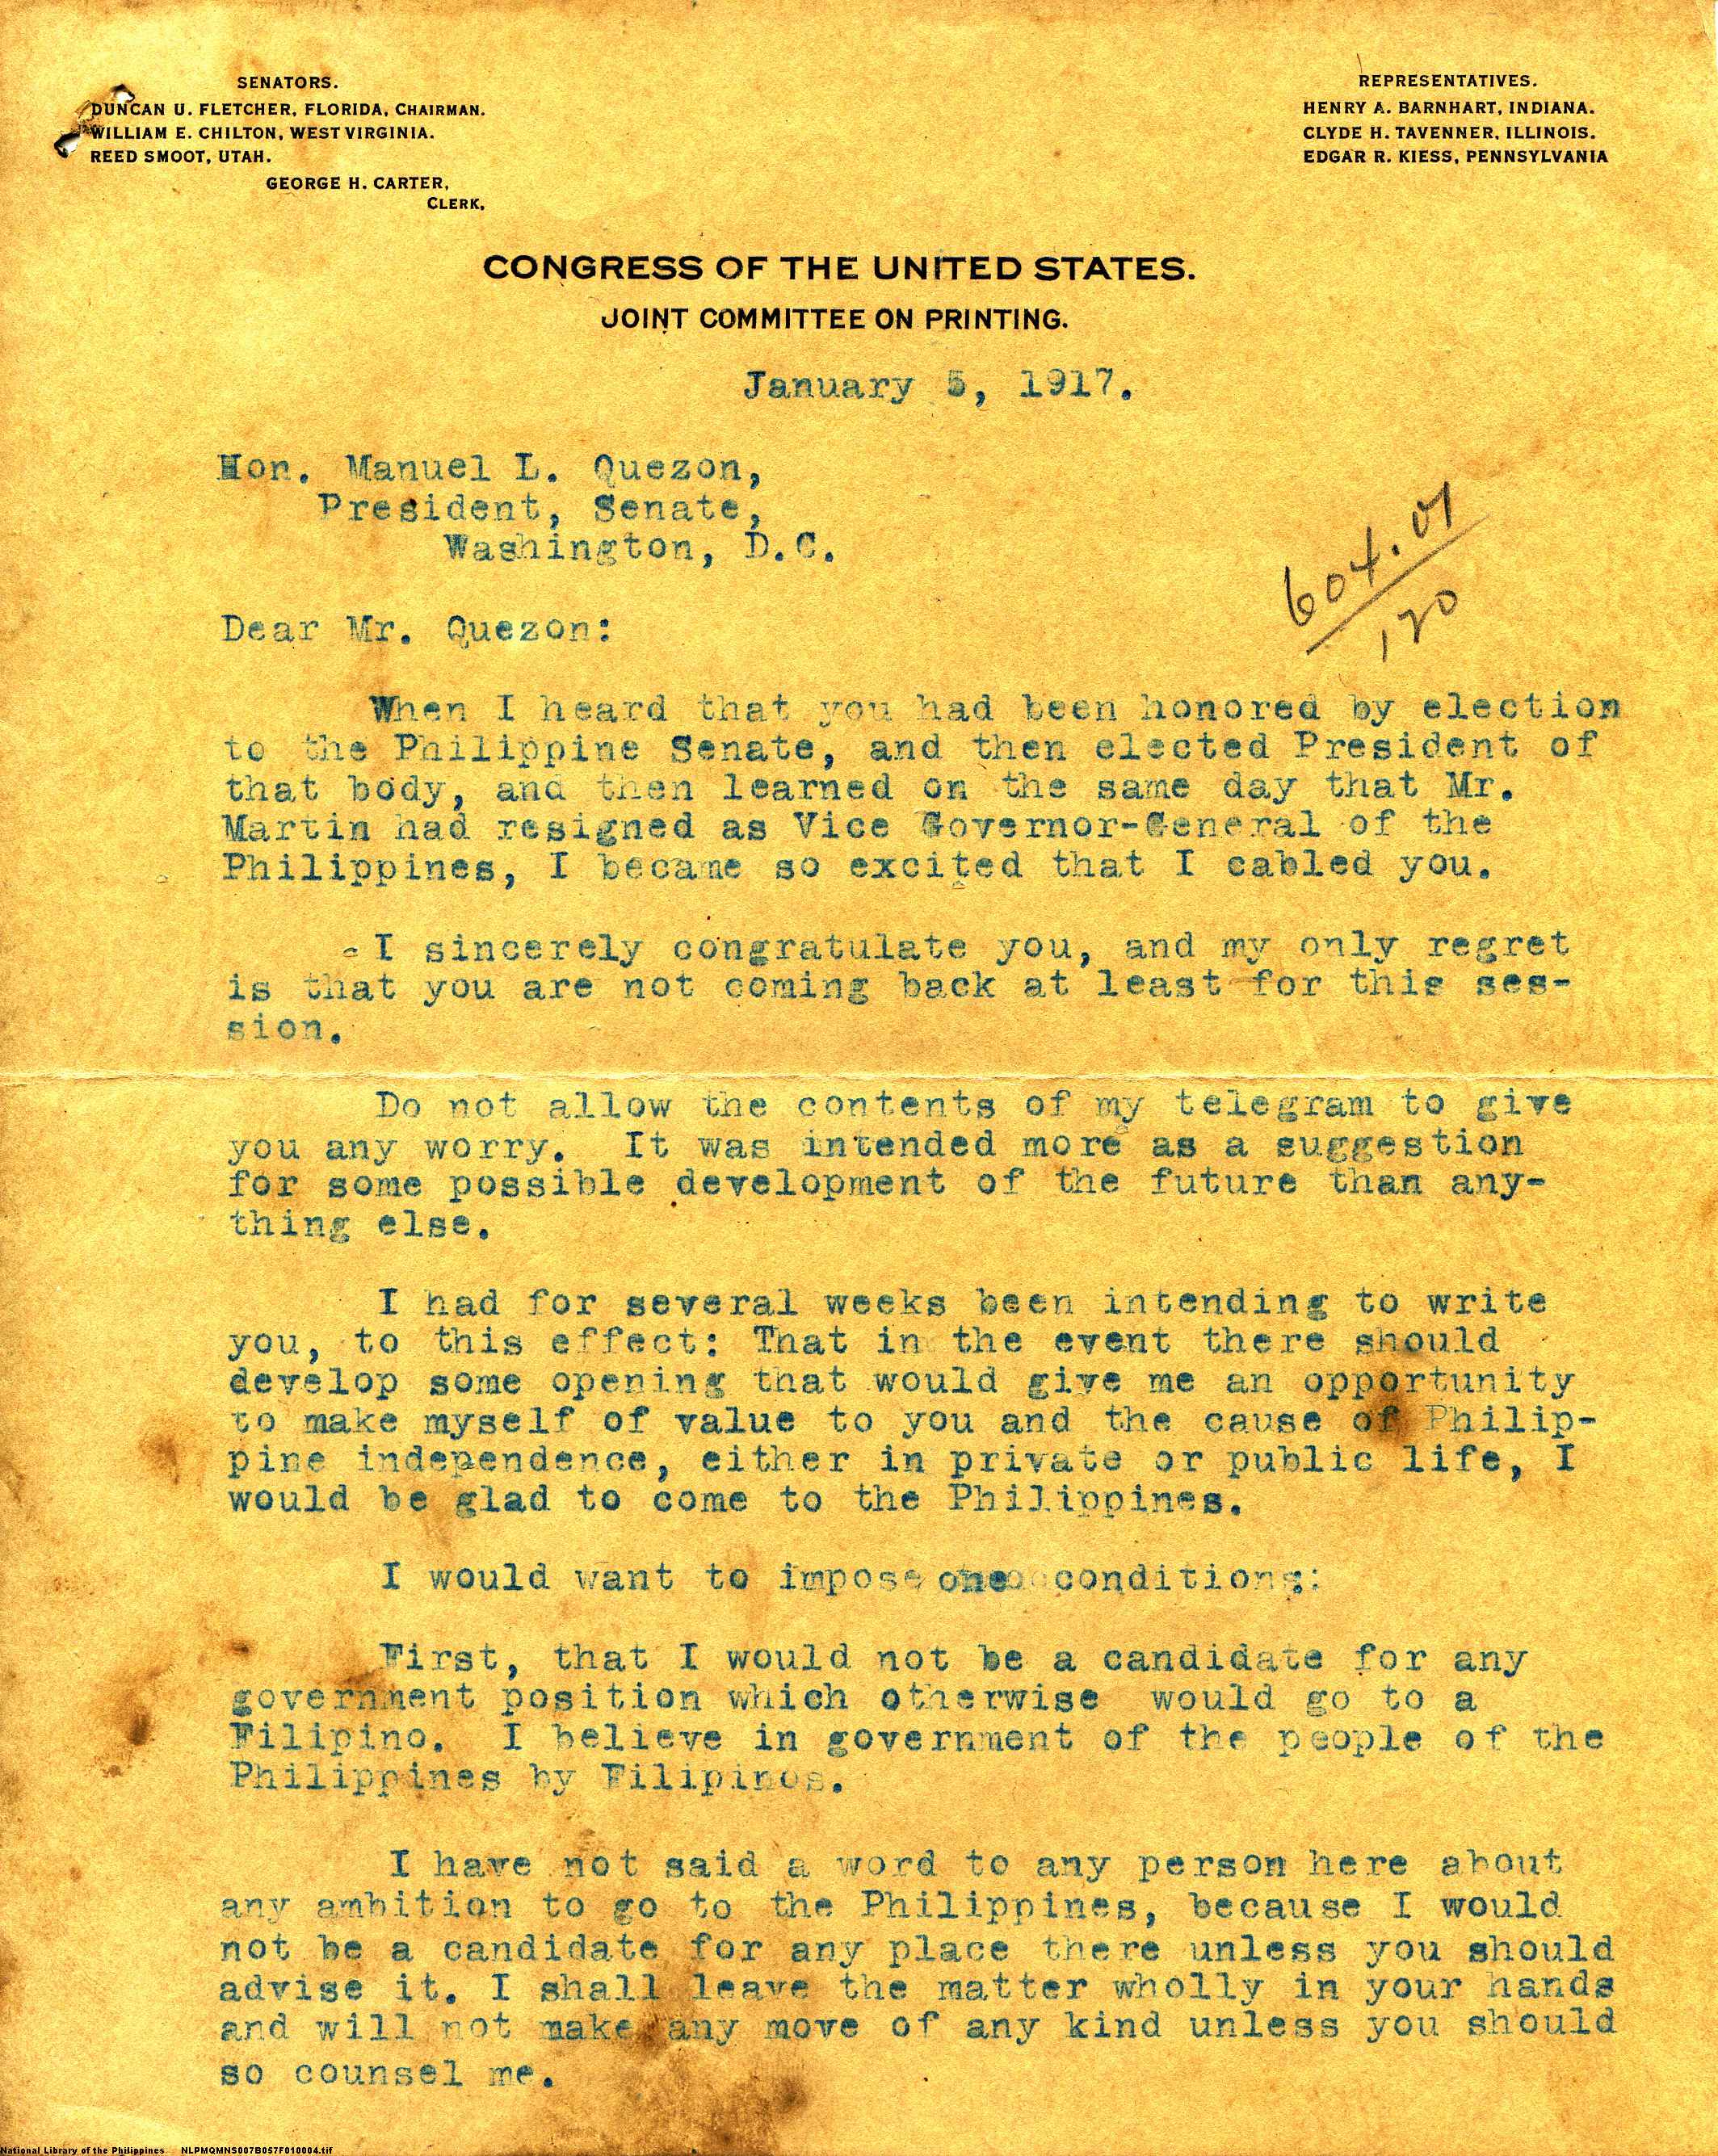 SENATORS.
DUNCAN U. FLETCHER, FLORIDA, CHAIRMAN.
WILLIAM E. CHILTON, WEST VIRGINIA.
REED SMOOT, UTAH.
GEORGE H. CARTER,
CLERK.
REPRESENTATIVES.
HENRY A. BARNHART, INDIANA.
CLYDE H. TAVENNER, ILLINOIS.
EDGAR R. KIESS, PENNSYLVANIA
CONGRESS OF THE UNITED STATES.
JOINT COMMITTEE ON PRINTING.
January 5, 1917.
Hon. Manuel L. Quezon,
President, Senate,
Washington, D.C.
604.01
120
Dear Mr. Quezon:
When I heard that you had been honored by election
to the Philippine Senate, and then elected President of
that body, and then learned on the same day that Mr.
Martin had resigned as Vice Governor-General of the
Philippines, I became so excited that I cabled you.
I sincerely congratulate you, and my only regret
is that you are not coming back at least for this ses-
sion.
Do not allow the contents of my telegram to give
you any worry. It was intended more as a suggestion
for some possible development of the future than any-
thing else.
I had for several weeks been intending to write
you, to this effect: That in the event there should
develop some opening that would give me an opportunity
to make myself of value to you and the cause of Philip-
pine independence, either in private or public life, I
would be glad to come to the Philippines.
I would want to impose one conditions:
First, that I would not be a candidate for any
government position which otherwise would go to a
Filipino. I believe in government of the people of the
Philippines by Filipinos.
I have not said a word to any person here about
any ambition to go to the Philippines, because I would
not be a candidate for any place there unless you should
advise it. I shall leave the matter wholly in your hands
and will not make any move of any kind unless you should
so counsel me.
National Library of the Philippines NLPMQMNS007B057F010004.tif